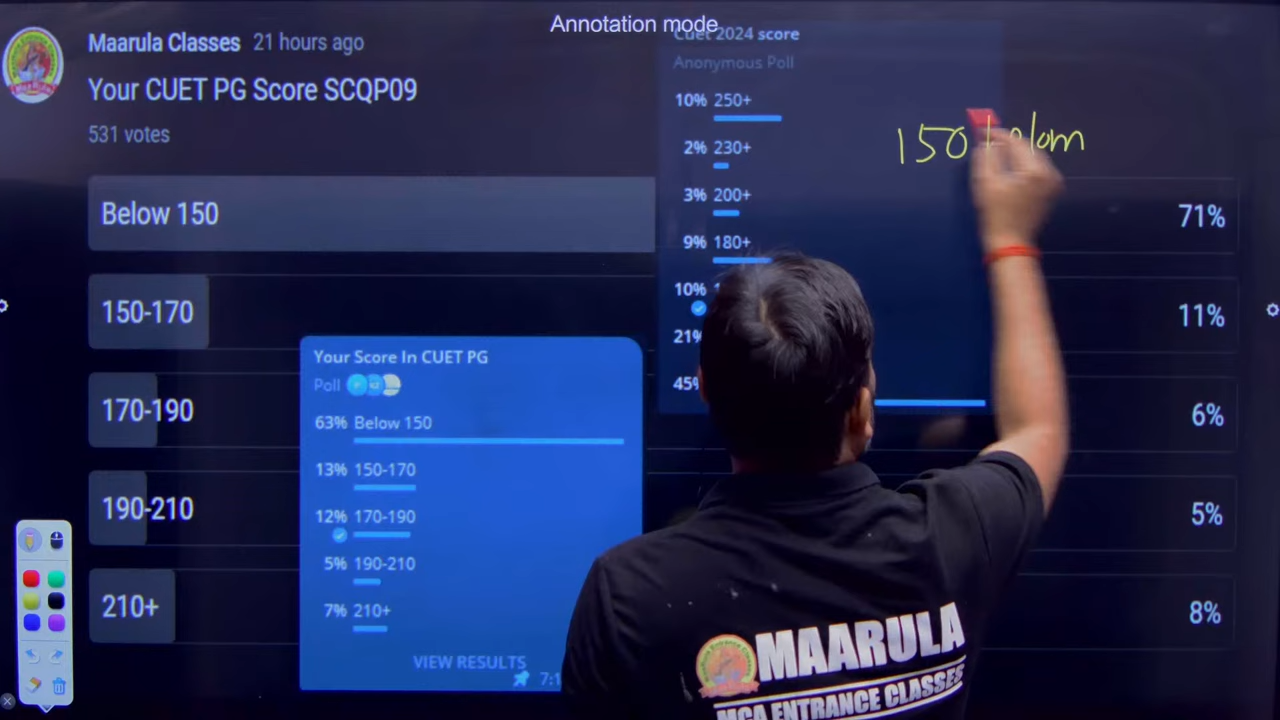 Annotation mode
Maarula Classes 21 hours ago
Your CUET PG Score SCQP09
531 votes
Below 150
71%
150-170
11%
170-190
6%
190-210
5%
210+
8%
Cuet 2024 score
Anonymous Poll
10% 250+
2% 230+
3% 200+
9% 180+
10%
21%
45%
150
Your Score In CUET PG
Poll
63% Below 150
13% 150-170
12% 170-190
5% 190-210
7% 210+
VIEW RESULTS
MAARULA
MCA ENTRANCE CLASSES